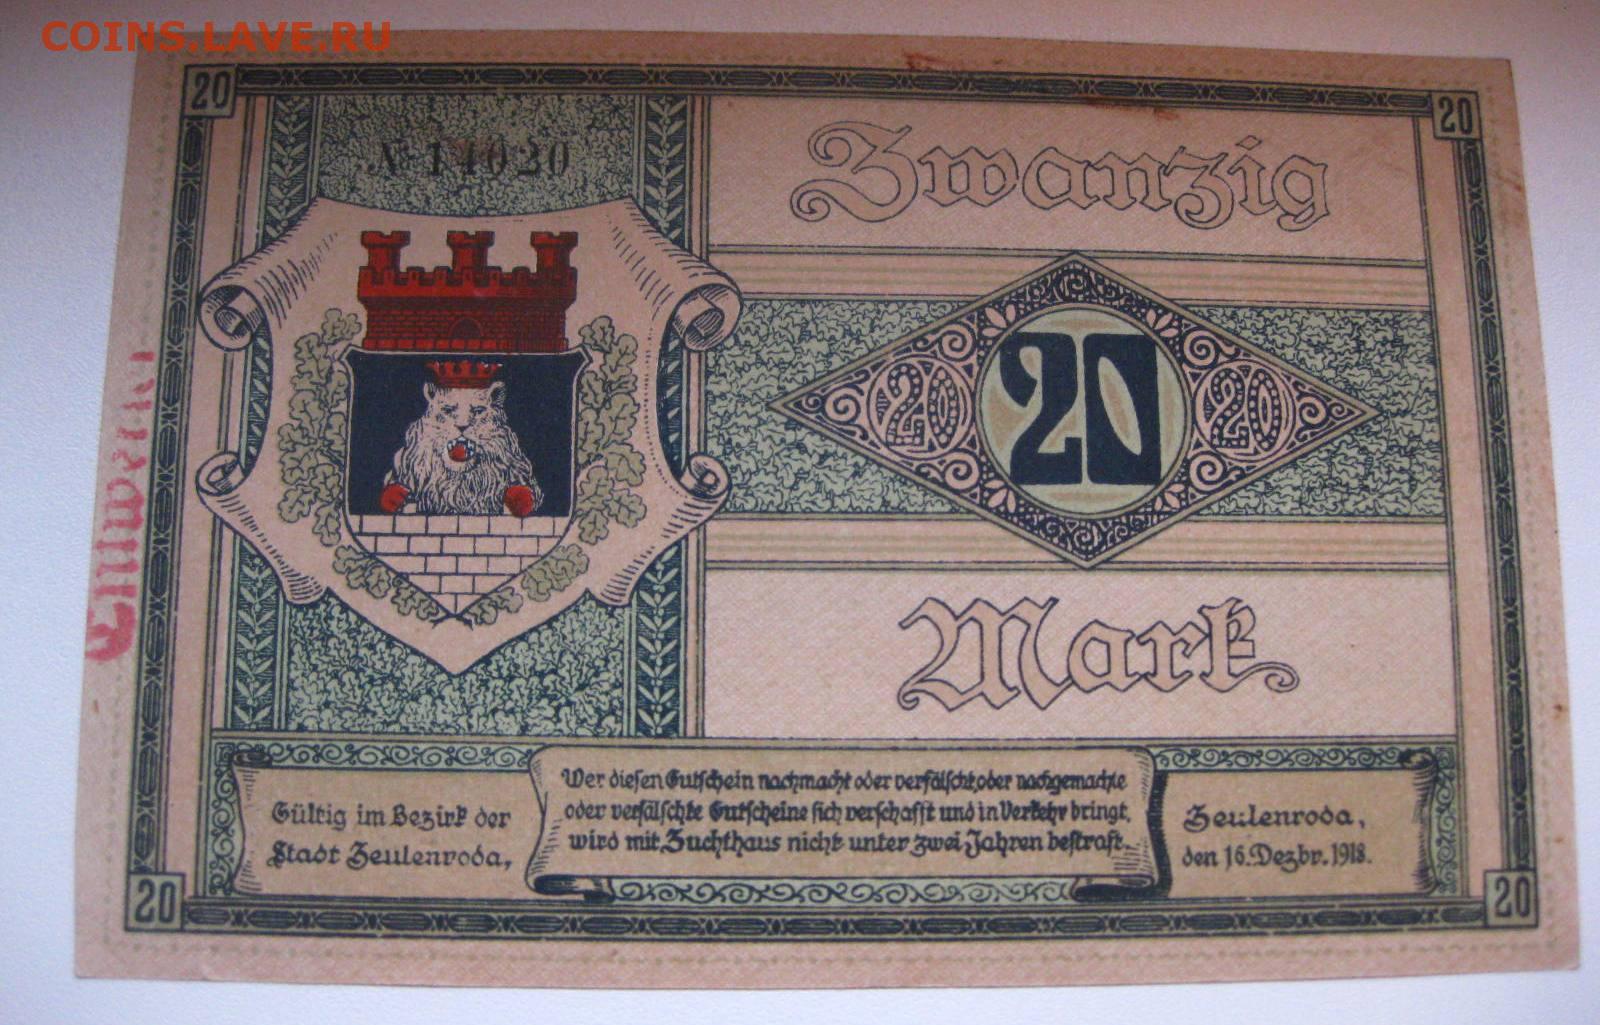 COINS.LAVE.RU
20
20
№ 14020
Zwanzig
20
20
20
Mark
Gültig im Bezirk der
Stadt Zeulenroda,
Wer diesen Gutschein nachmacht oder verfälscht, oder nachgemachte
oder verfälschte Gutscheine sich verschafft und in Verkehr bringt,
wird mit Zuchthaus nicht unter zwei Jahren bestraft.
Zeulenroda,
den 16. Dezbr. 1918.
20
20